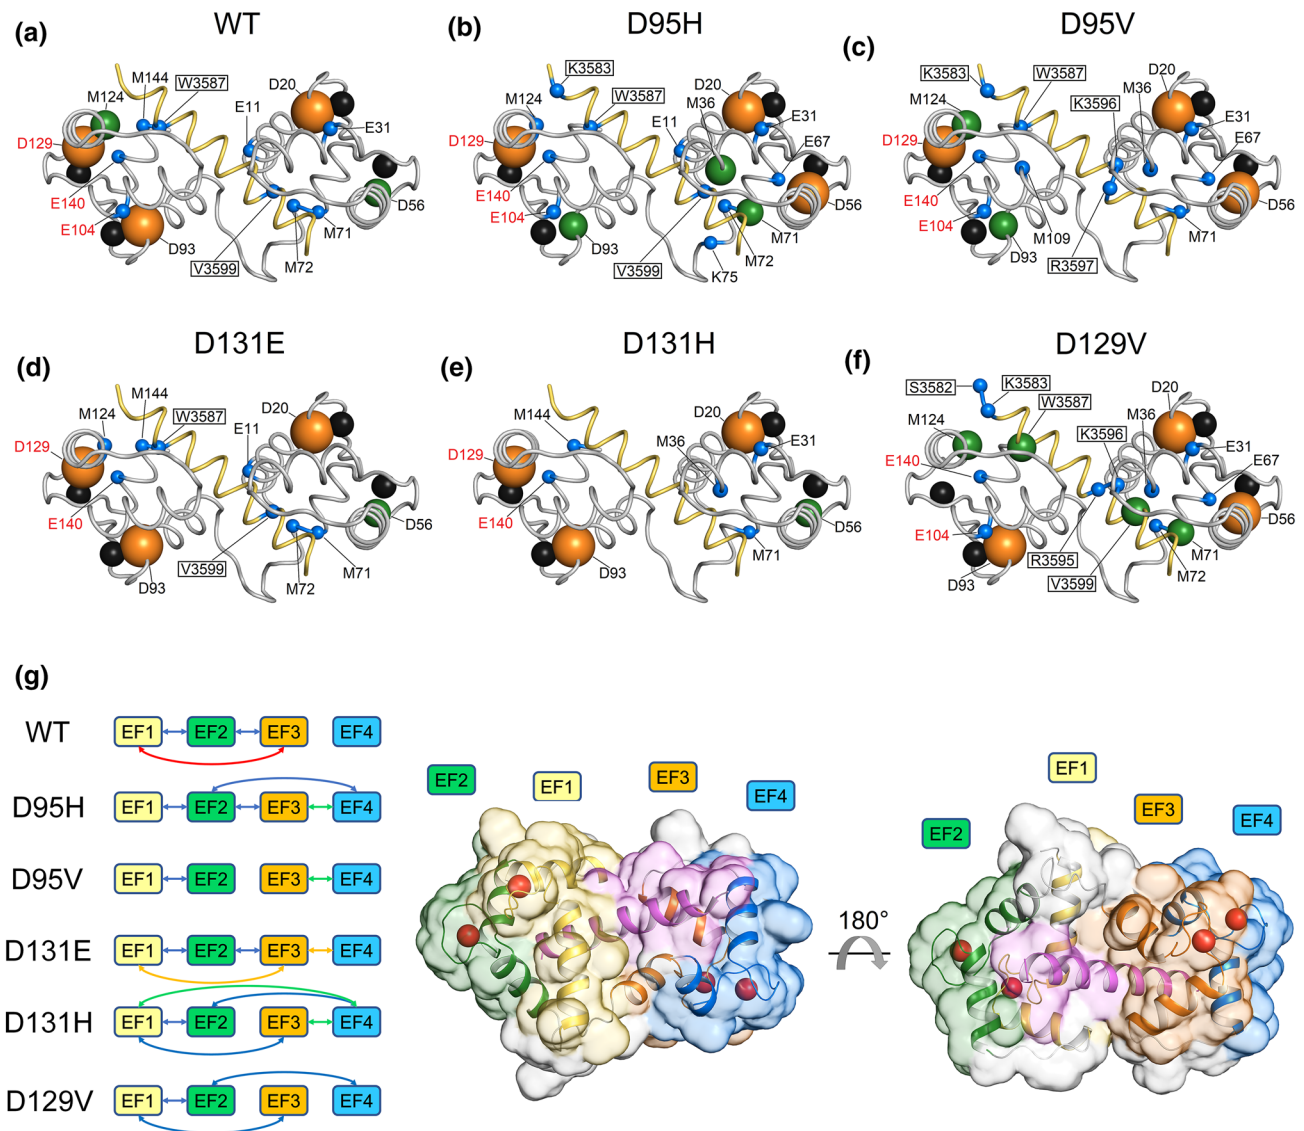 (a) WT
M144
W3587
D20
M124
E11
D129
E31
E140
E104
D56
D93
M71
V3599
M72
(b) D95H
K3583
D20
M124
W3587
M36
E11
E31
D129
E67
E140
E104
D56
D93
M71
V3599
M72
K75
(c) D95V
K3583
W3587
D20
M36
M124
K3596
E31
D129
E67
E140
E104
D56
M109
M71
D93
R3597
(d) D131E
M144
M124
W3587
D20
E11
D129
E140
D56
V3599
M71
D93
M72
(e) D131H
M144
D20
M36
E31
D129
E140
D56
D93
M71
(f) D129V
S3582
K3583
D20
W3587
M36
M124
K3596
E31
E140
E67
E104
D56
M71
D93
R3595
M72
V3599
(g)
WT EF1 EF2 EF3 EF4
D95H EF1 EF2 EF3 EF4
D95V EF1 EF2 EF3 EF4
D131E EF1 EF2 EF3 EF4
D131H EF1 EF2 EF3 EF4
D129V EF1 EF2 EF3 EF4
EF2 EF1 EF3 EF4
180°
EF1
EF2 EF3 EF4